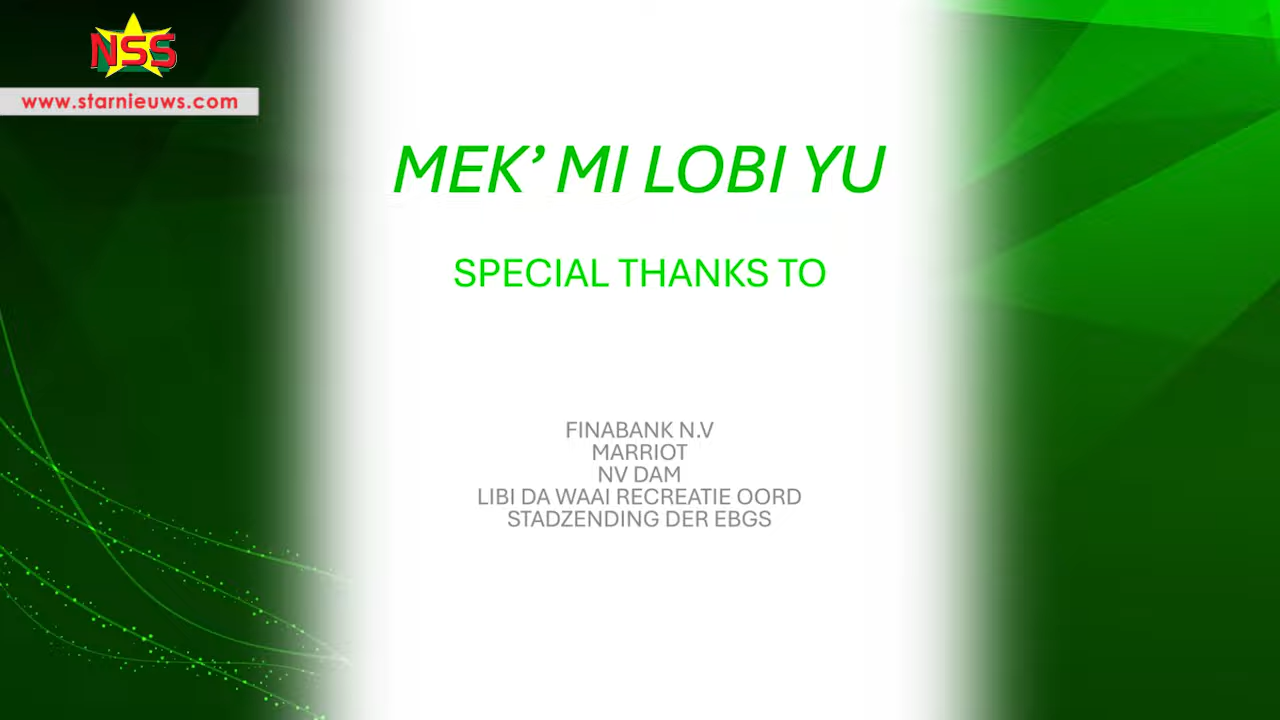 NSS
www.starnieuws.com
MEK’ MI LOBI YU
SPECIAL THANKS TO
FINABANK N.V
MARRIOT
NV DAM
LIBI DA WAAI RECREATIE OORD
STADZENDING DER EBGS